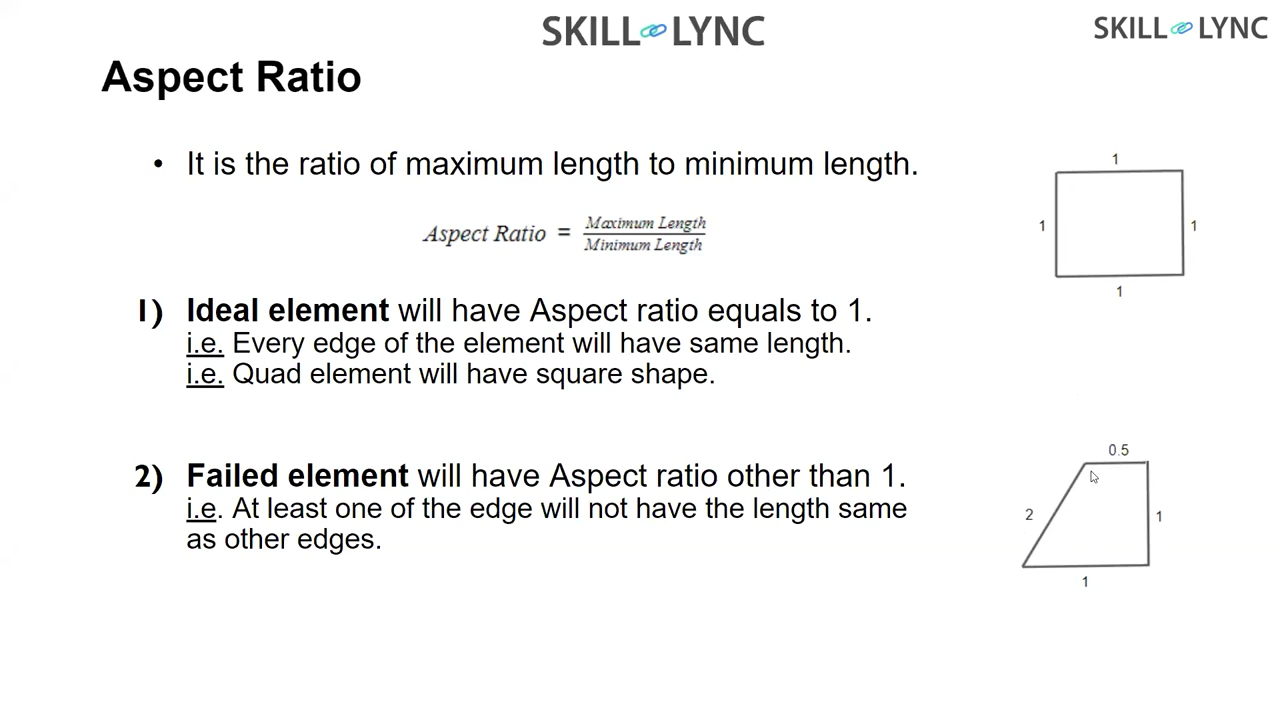 SKILL LYNC
SKILL LYNC
Aspect Ratio
• It is the ratio of maximum length to minimum length.
Aspect Ratio = Maximum Length
Minimum Length
1
1
1
1
1) Ideal element will have Aspect ratio equals to 1.
i.e. Every edge of the element will have same length.
i.e. Quad element will have square shape.
2) Failed element will have Aspect ratio other than 1.
i.e. At least one of the edge will not have the length same
as other edges.
0.5
2
1
1